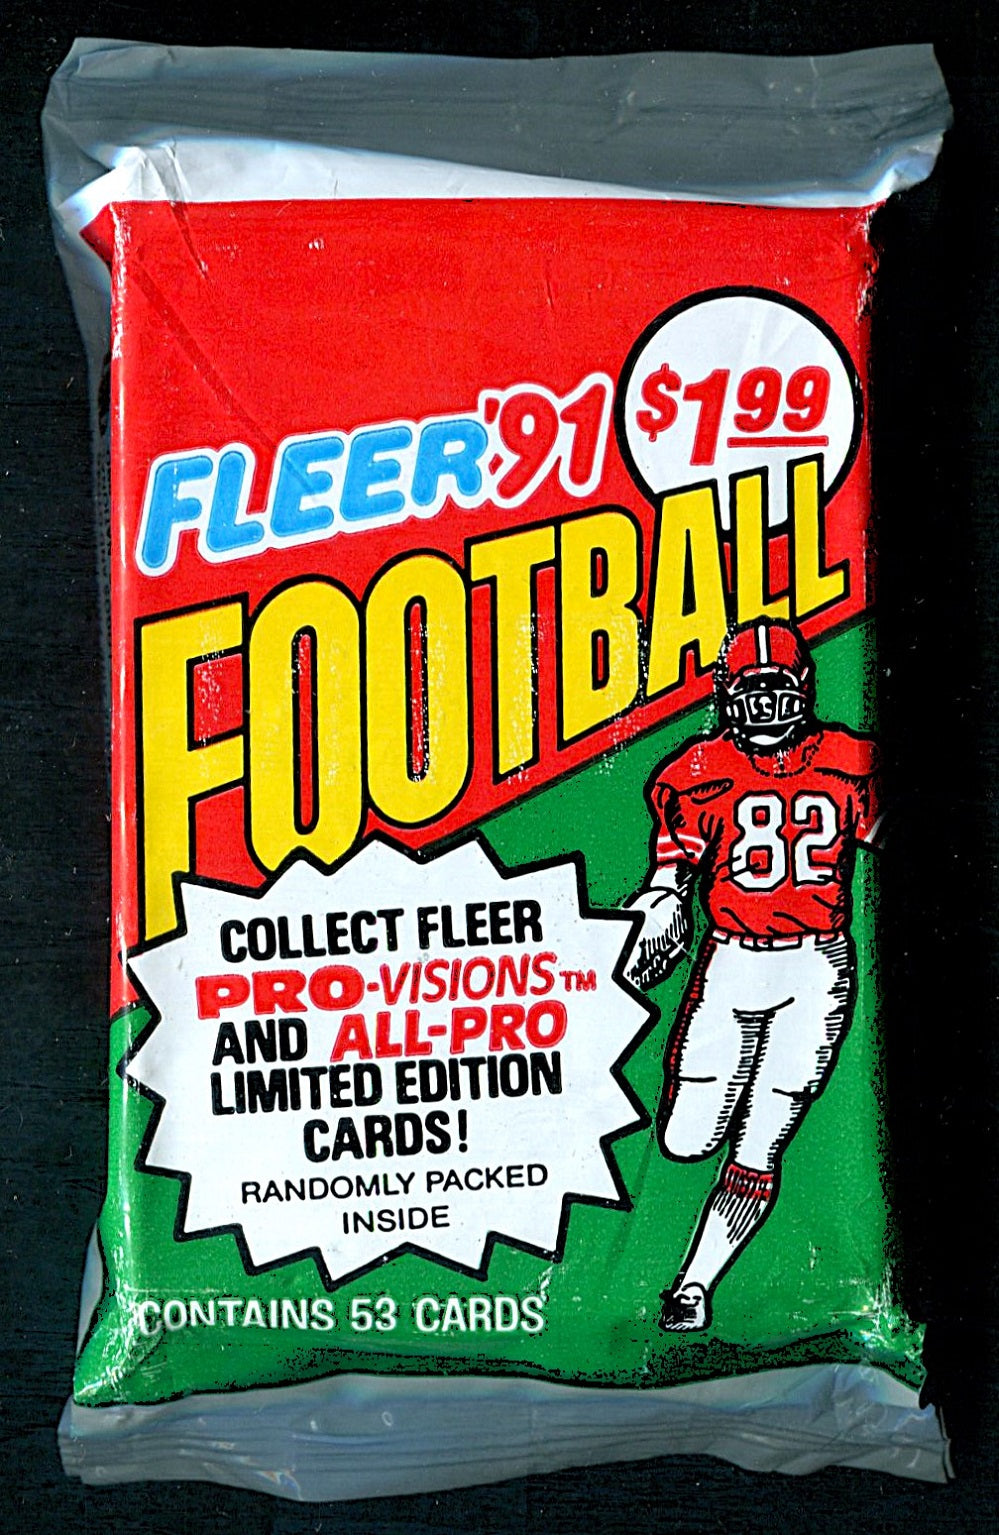 FLEER '91
$1.99
FOOTBALL
82
COLLECT FLEER
PRO-VISIONS™
AND ALL-PRO
LIMITED EDITION
CARDS!
RANDOMLY PACKED
INSIDE
CONTAINS 53 CARDS